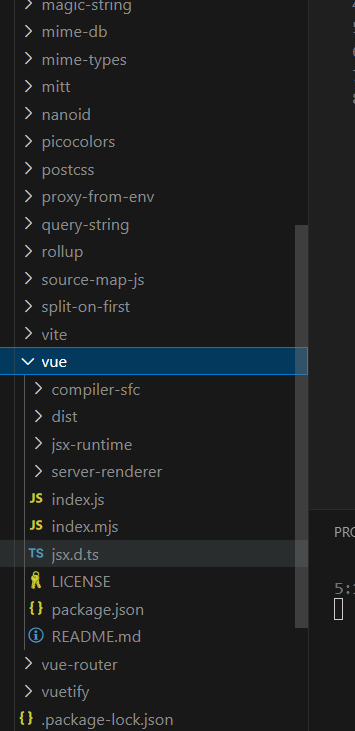 magic-string
mime-db
mime-types
mitt
nanoid
picocolors
postcss
proxy-from-env
query-string
rollup
source-map-js
split-on-first
vite
vue
compiler-sfc
dist
jsx-runtime
server-renderer
JS index.js
JS index.mjs
TS jsx.d.ts
LICENSE
{} package.json
README.md
vue-router
vuetify
{} .package-lock.json
PRO
5: